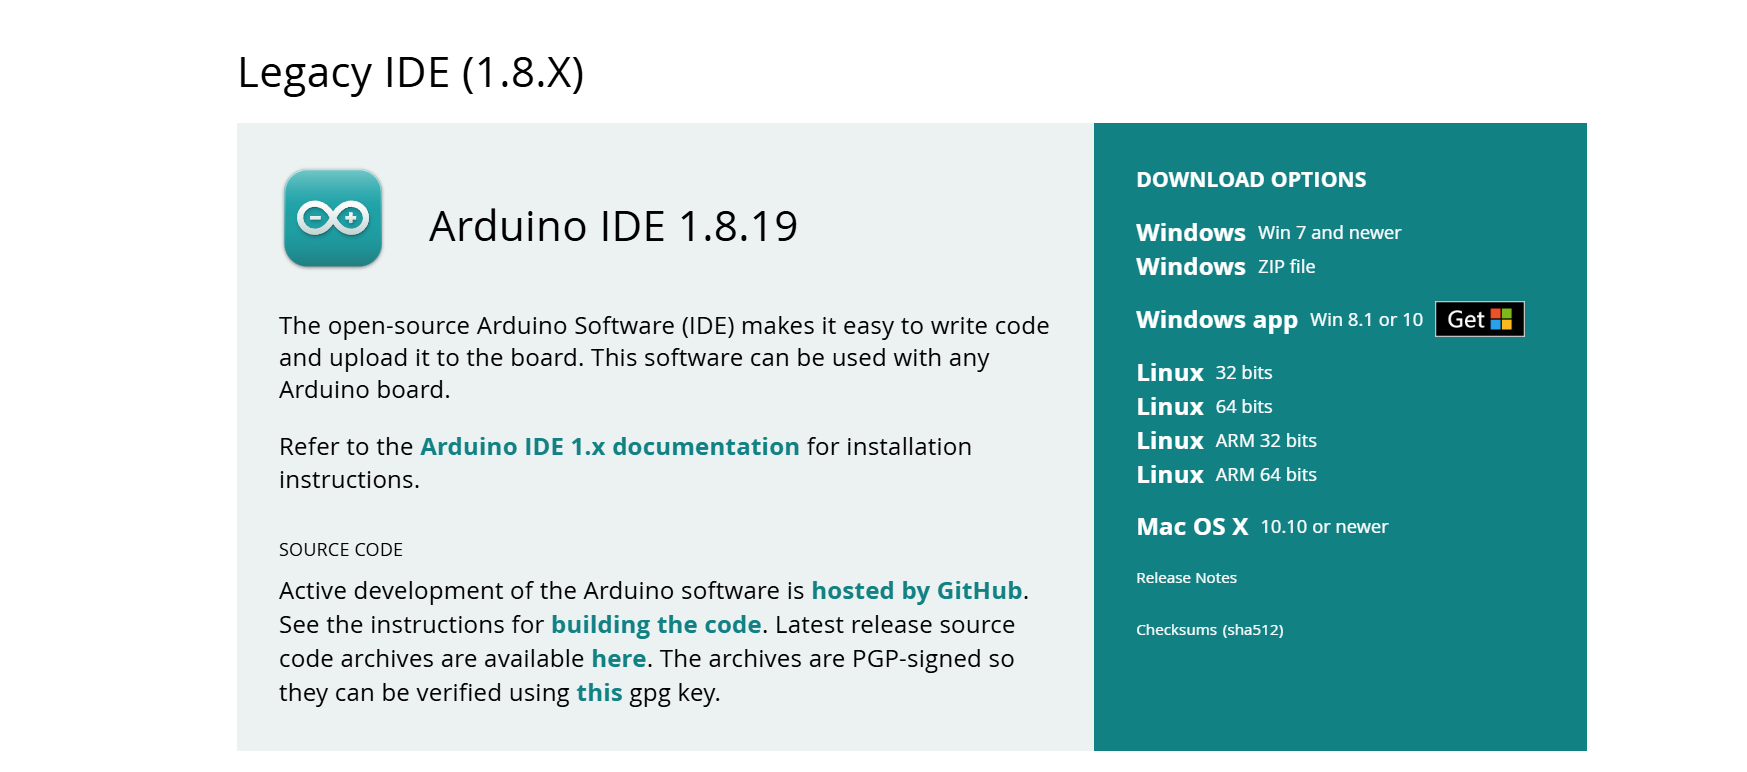 Legacy IDE (1.8.X)
Arduino IDE 1.8.19
The open-source Arduino Software (IDE) makes it easy to write code
and upload it to the board. This software can be used with any
Arduino board.
Refer to the Arduino IDE 1.x documentation for installation
instructions.
SOURCE CODE
Active development of the Arduino software is hosted by GitHub.
See the instructions for building the code. Latest release source
code archives are available here. The archives are PGP-signed so
they can be verified using this gpg key.
DOWNLOAD OPTIONS
Windows Win 7 and newer
Windows ZIP file
Windows app Win 8.1 or 10 Get
Linux 32 bits
Linux 64 bits
Linux ARM 32 bits
Linux ARM 64 bits
Mac OS X 10.10 or newer
Release Notes
Checksums (sha512)